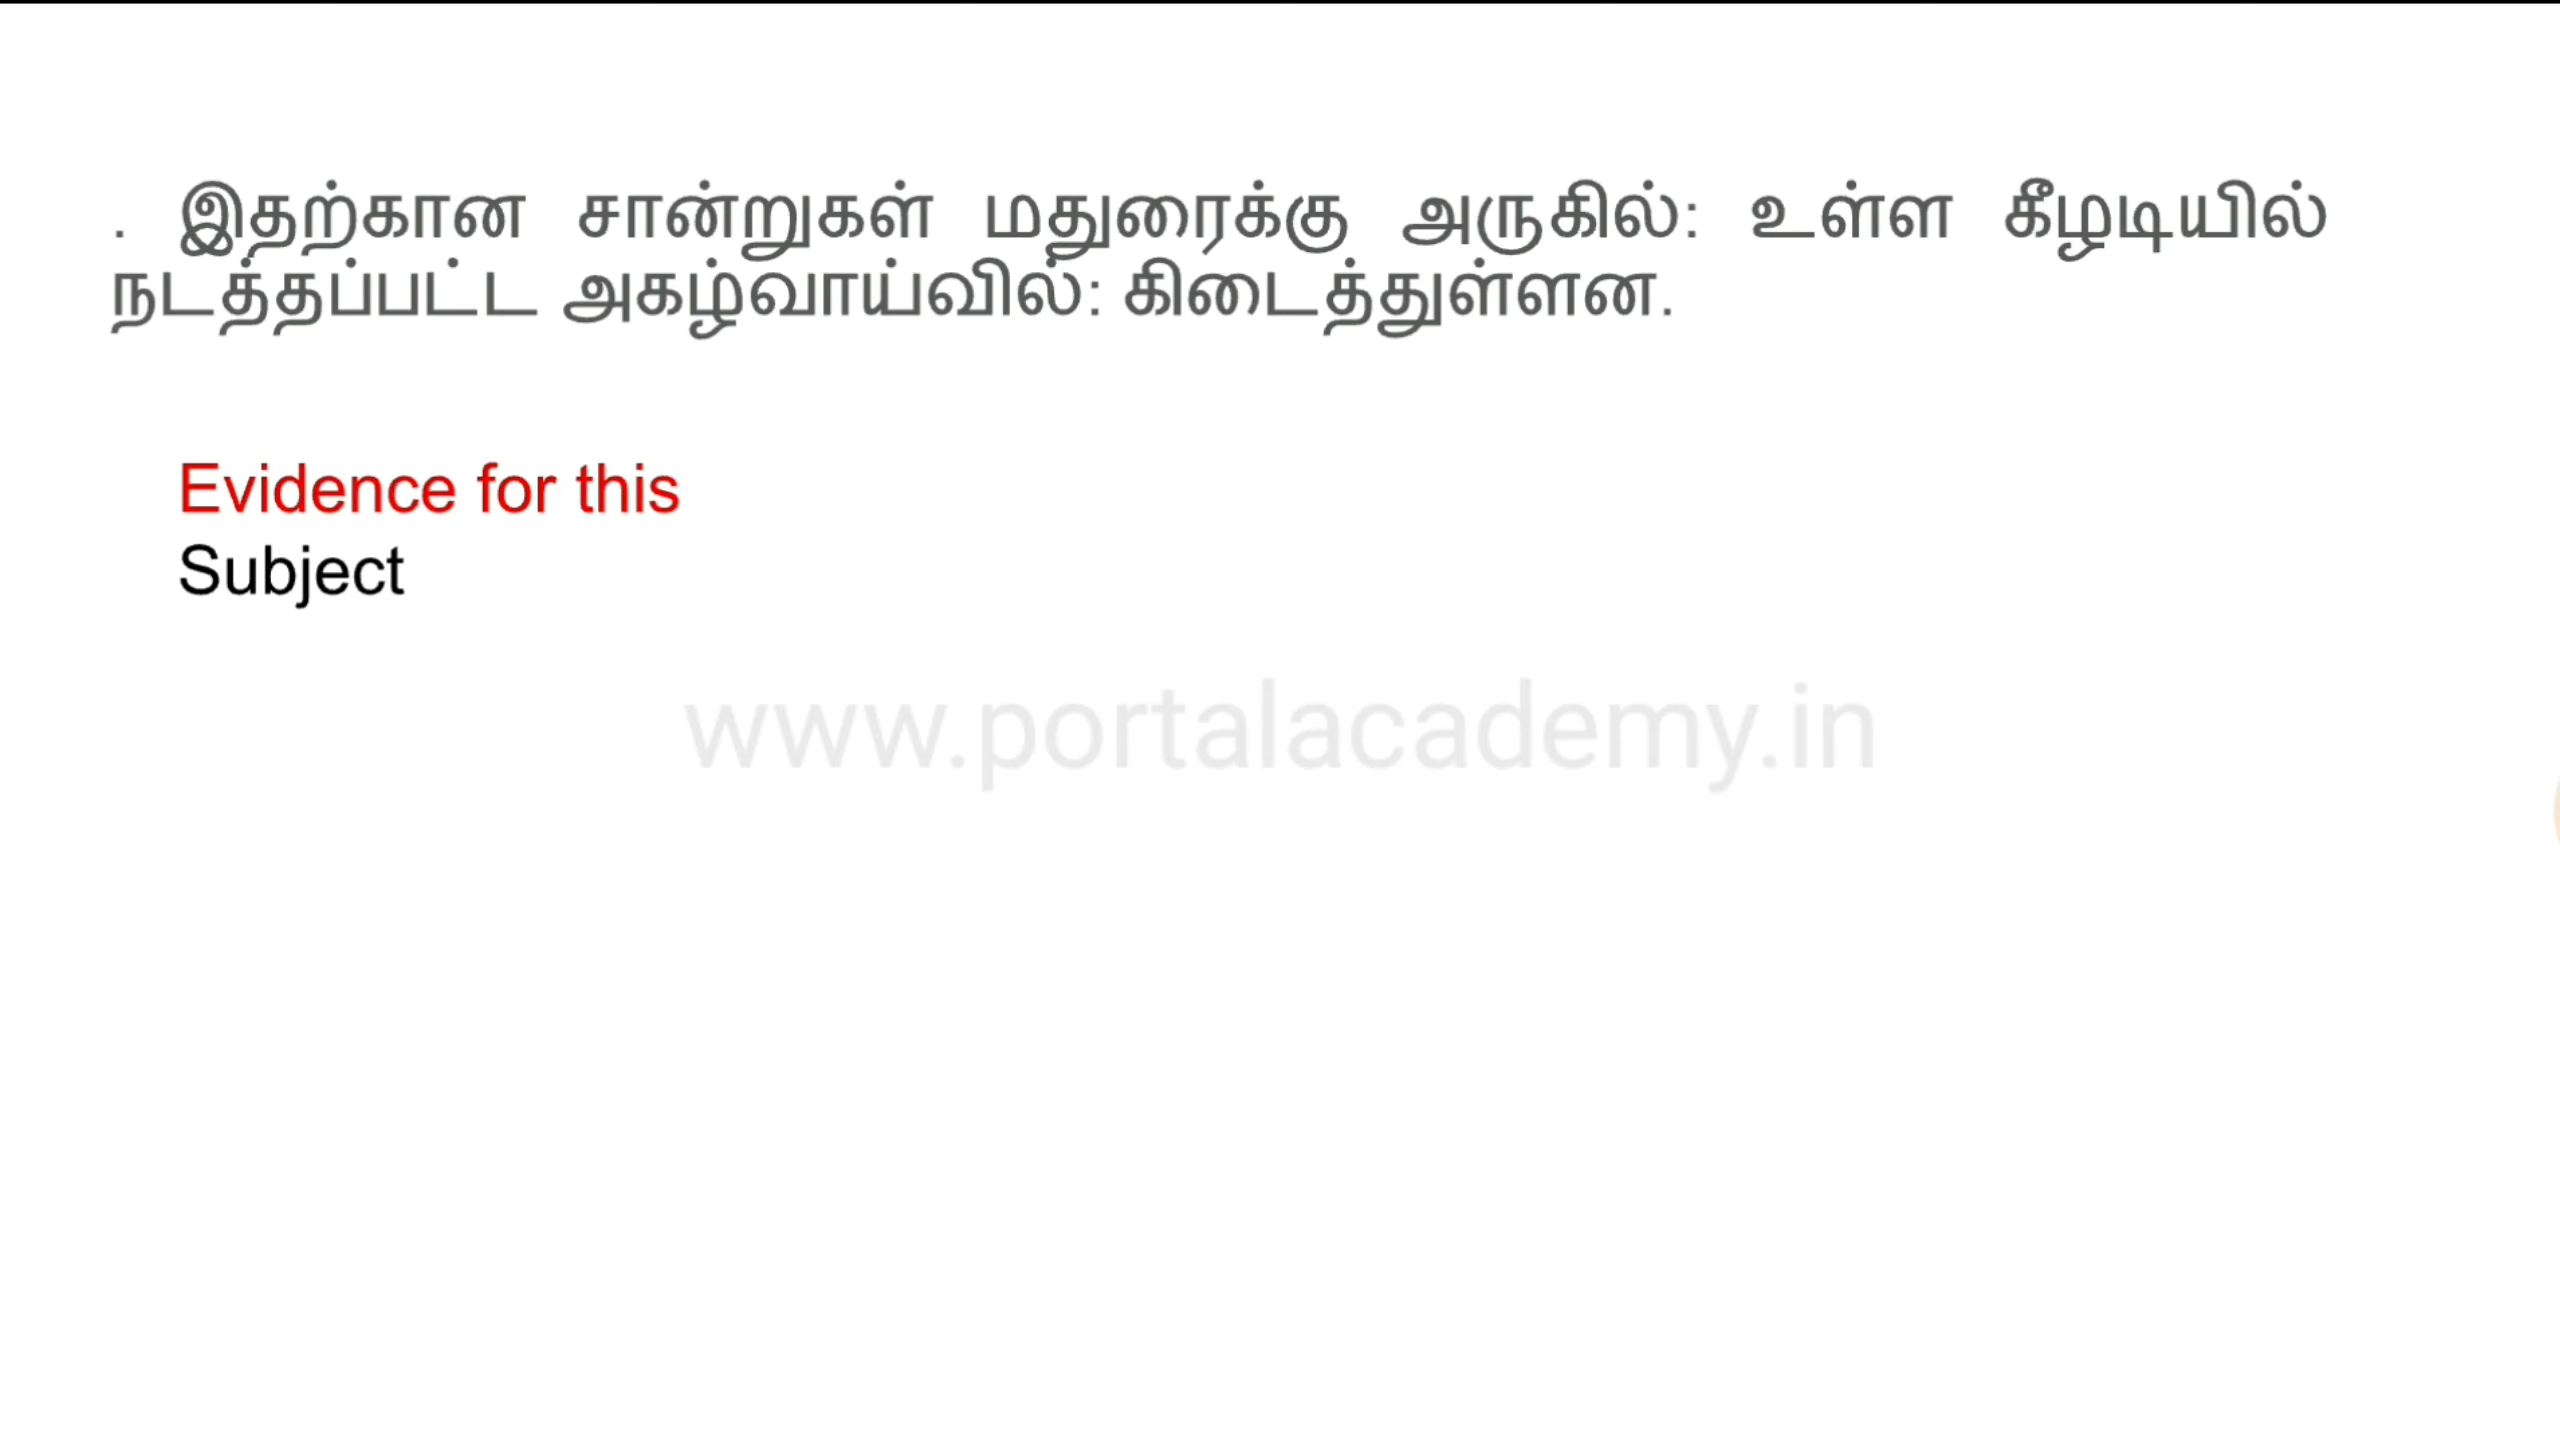 . இதற்கான சான்றுகள் மதுரைக்கு அருகில்: உள்ள கீழடியில்
நடத்தப்பட்ட அகழ்வாய்வில்: கிடைத்துள்ளன.
Evidence for this
Subject
www.portalacademy.in